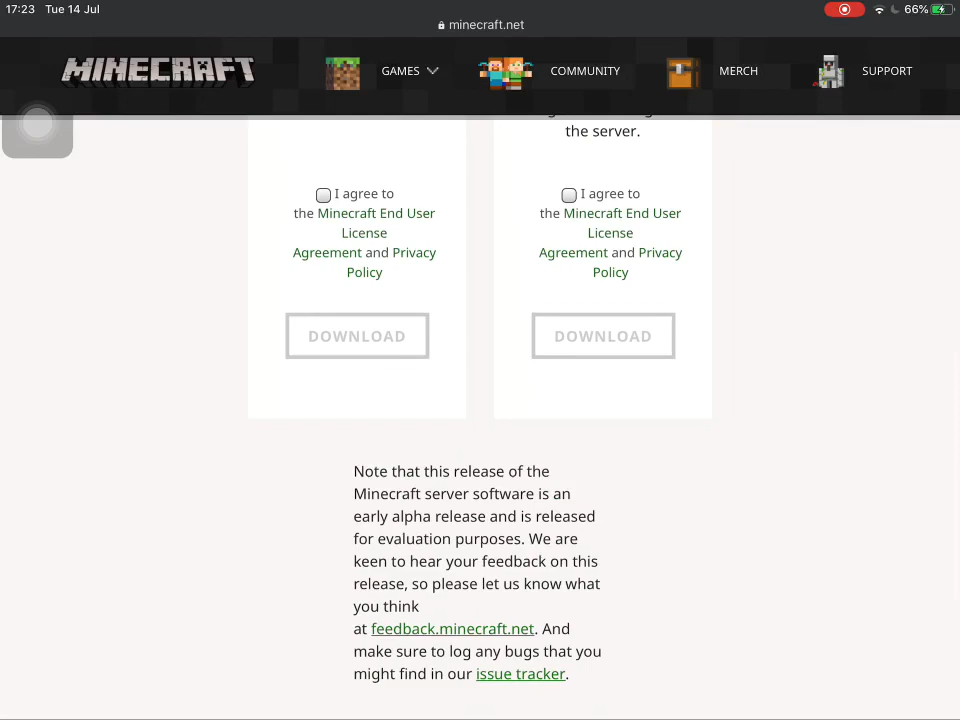 17:23 Tue 14 Jul 66%
minecraft.net
MINECRAFT GAMES COMMUNITY MERCH SUPPORT
the server.
I agree to
the Minecraft End User
License
Agreement and Privacy
Policy
DOWNLOAD
I agree to
the Minecraft End User
License
Agreement and Privacy
Policy
DOWNLOAD
Note that this release of the
Minecraft server software is an
early alpha release and is released
for evaluation purposes. We are
keen to hear your feedback on this
release, so please let us know what
you think
at feedback.minecraft.net. And
make sure to log any bugs that you
might find in our issue tracker.